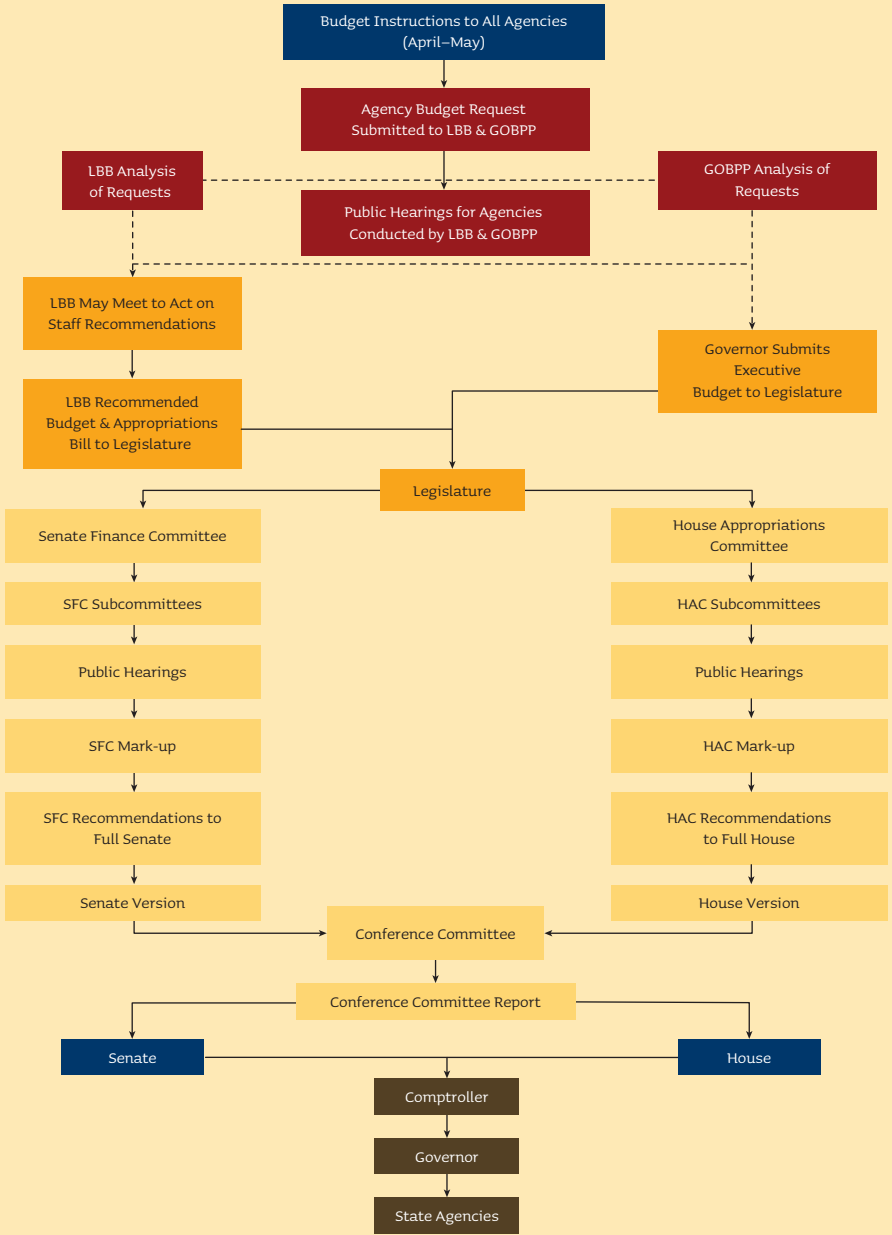 Budget Instructions to All Agencies
(April–May)
Agency Budget Request
Submitted to LBB & GOBPP
LBB Analysis
of Requests
GOBPP Analysis of
Requests
Public Hearings for Agencies
Conducted by LBB & GOBPP
LBB May Meet to Act on
Staff Recommendations
Governor Submits
Executive
Budget to Legislature
LBB Recommended
Budget & Appropriations
Bill to Legislature
Legislature
Senate Finance Committee
House Appropriations
Committee
SFC Subcommittees
HAC Subcommittees
Public Hearings
Public Hearings
SFC Mark-up
HAC Mark-up
SFC Recommendations to
Full Senate
HAC Recommendations
to Full House
Senate Version
House Version
Conference Committee
Conference Committee Report
Senate
House
Comptroller
Governor
State Agencies